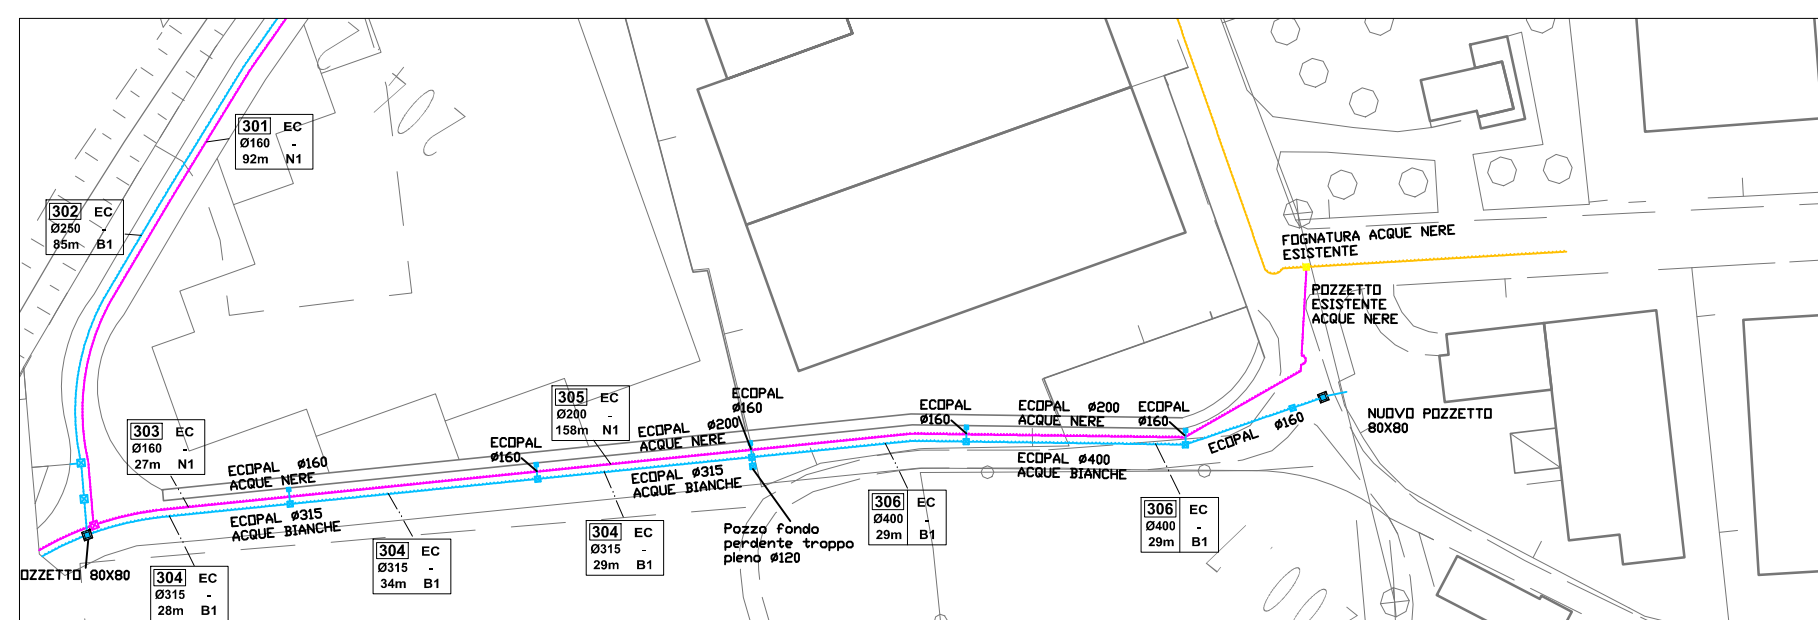 301 EC
Ø160 -
92m N1
302 EC
Ø250 -
85m B1
FOGNATURA ACQUE NERE
ESISTENTE
POZZETTO
ESISTENTE
ACQUE NERE
305 EC
Ø200 -
158m N1
ECOPAL
Ø160
ECOPAL Ø200
ACQUE NERE
ECOPAL
Ø160
ECOPAL Ø200
ACQUE NERE
ECOPAL
Ø160
NUOVO POZZETTO
80X80
303 EC
Ø160 -
27m N1
ECOPAL Ø160
ACQUE NERE
ECOPAL
Ø160
ECOPAL Ø315
ACQUE BIANCHE
ECOPAL Ø400
ACQUE BIANCHE
ECOPAL Ø160
ECOPAL Ø315
ACQUE BIANCHE
306 EC
Ø400 -
29m B1
306 EC
Ø400 -
29m B1
304 EC
Ø315 -
29m B1
Pozzo fondo
perdente troppo
pieno Ø120
304 EC
Ø315 -
34m B1
OZZETTO 80X80
304 EC
Ø315 -
28m B1